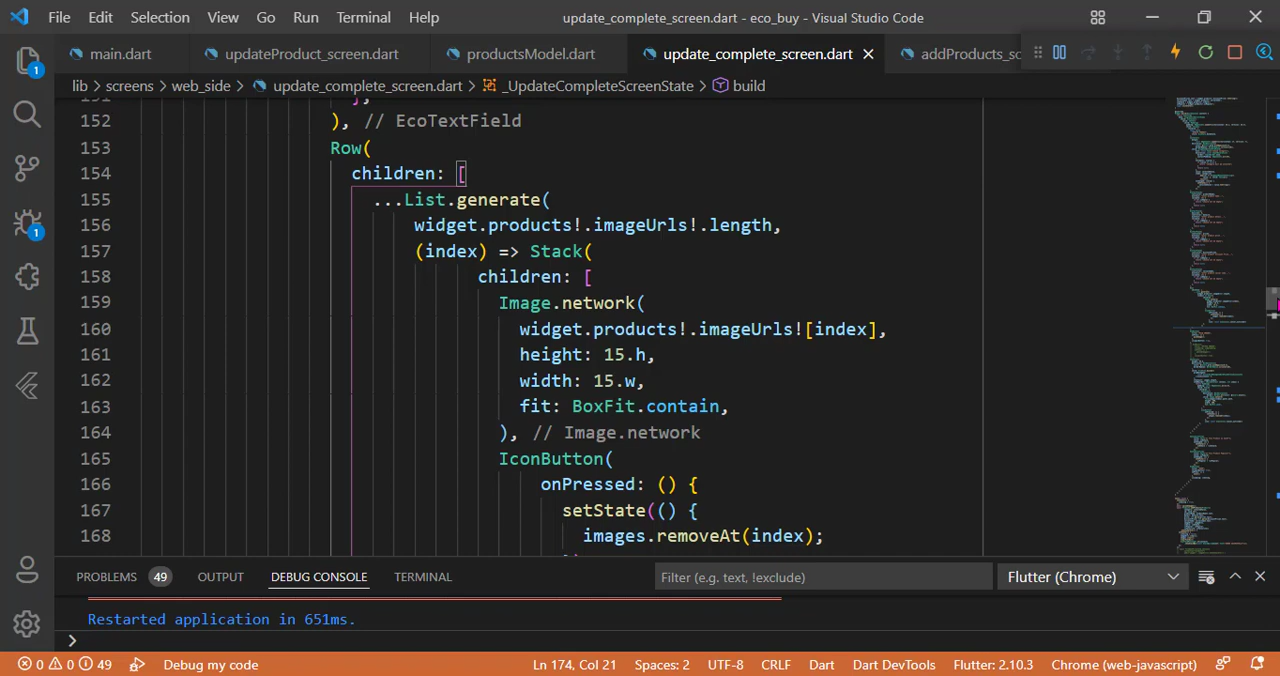 File Edit Selection View Go Run Terminal Help update_complete_screen.dart - eco_buy - Visual Studio Code
main.dart updateProduct_screen.dart productsModel.dart update_complete_screen.dart addProducts_sc
lib > screens > web_side > update_complete_screen.dart > _UpdateCompleteScreenState > build
1
152 ), // EcoTextField
153 Row(
154 children: [
155 ...List.generate(
156 widget.products!.imageUrls!.length,
157 (index) => Stack(
158 children: [
159 Image.network(
160 widget.products!.imageUrls![index],
161 height: 15.h,
162 width: 15.w,
163 fit: BoxFit.contain,
164 ), // Image.network
165 IconButton(
166 onPressed: () {
167 setState(() {
168 images.removeAt(index);
1
PROBLEMS 49 OUTPUT DEBUG CONSOLE TERMINAL Filter (e.g. text, !exclude) Flutter (Chrome)
Restarted application in 651ms.
>
0 0 49 Debug my code Ln 174, Col 21 Spaces: 2 UTF-8 CRLF Dart Dart DevTools Flutter: 2.10.3 Chrome (web-javascript)